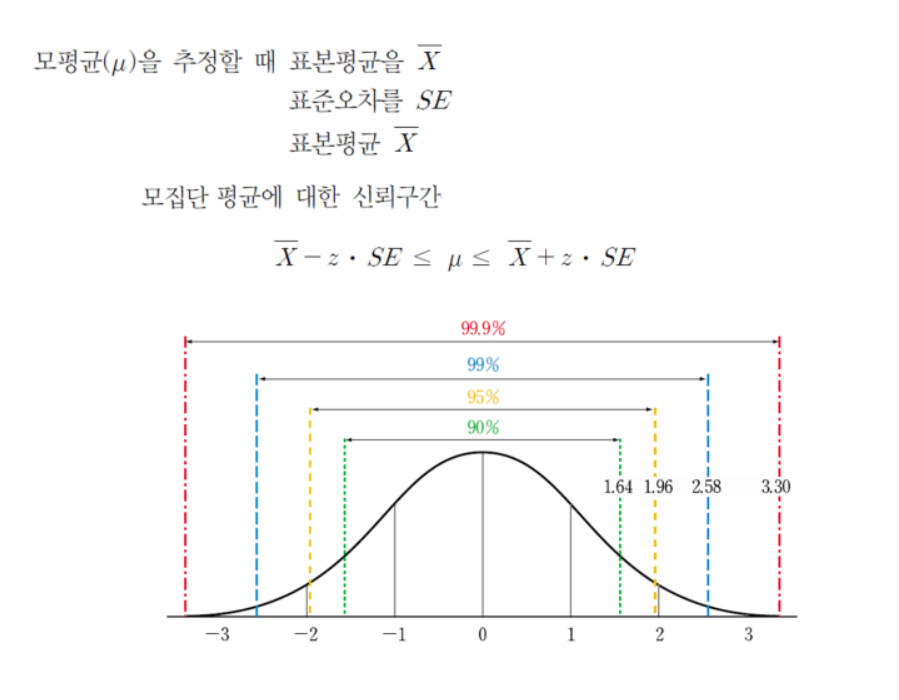 모평균(μ)을 추정할 때 표본평균을 X̅
표준오차를 SE
표본평균 X̅
모집단 평균에 대한 신뢰구간
X̅ − z · SE ≤ μ ≤ X̅ + z · SE
99.9%
99%
95%
90%
1.64 1.96 2.58 3.30
−3 −2 −1 0 1 2 3